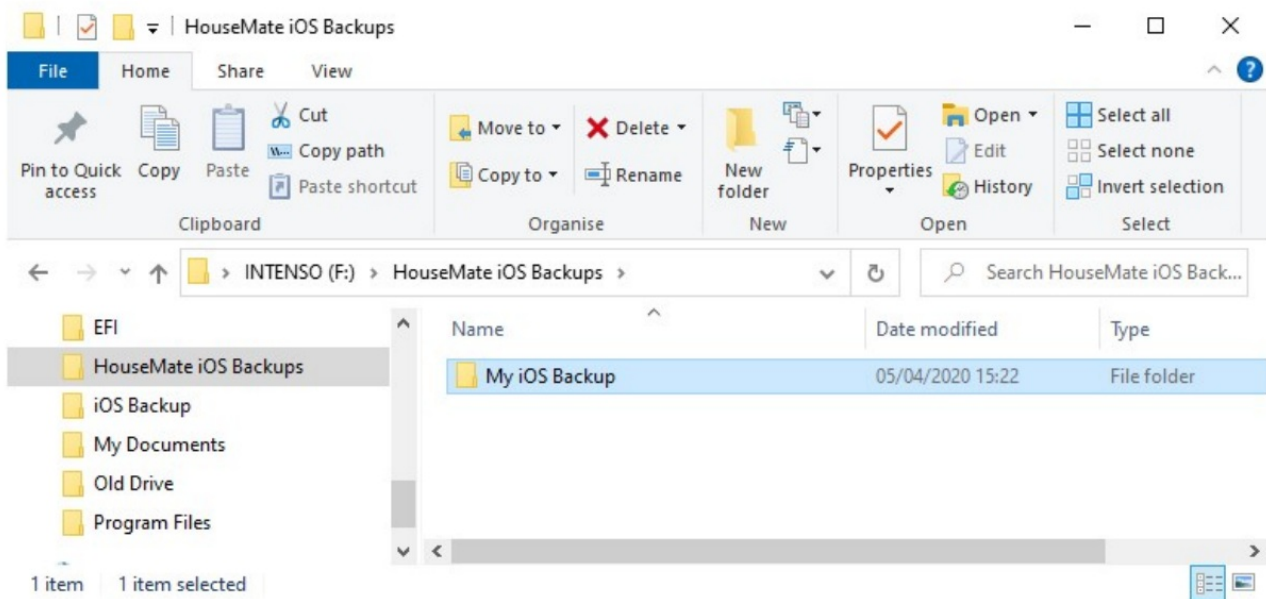 HouseMate iOS Backups
File Home Share View
Pin to Quick access
Copy
Paste
Cut
Copy path
Paste shortcut
Clipboard
Move to
Copy to
Delete
Rename
Organise
New folder
New
Properties
Open
Edit
History
Open
Select all
Select none
Invert selection
Select
INTENSO (F:) > HouseMate iOS Backups >
Search HouseMate iOS Back...
EFI
HouseMate iOS Backups
iOS Backup
My Documents
Old Drive
Program Files
Name Date modified Type
My iOS Backup 05/04/2020 15:22 File folder
1 item 1 item selected